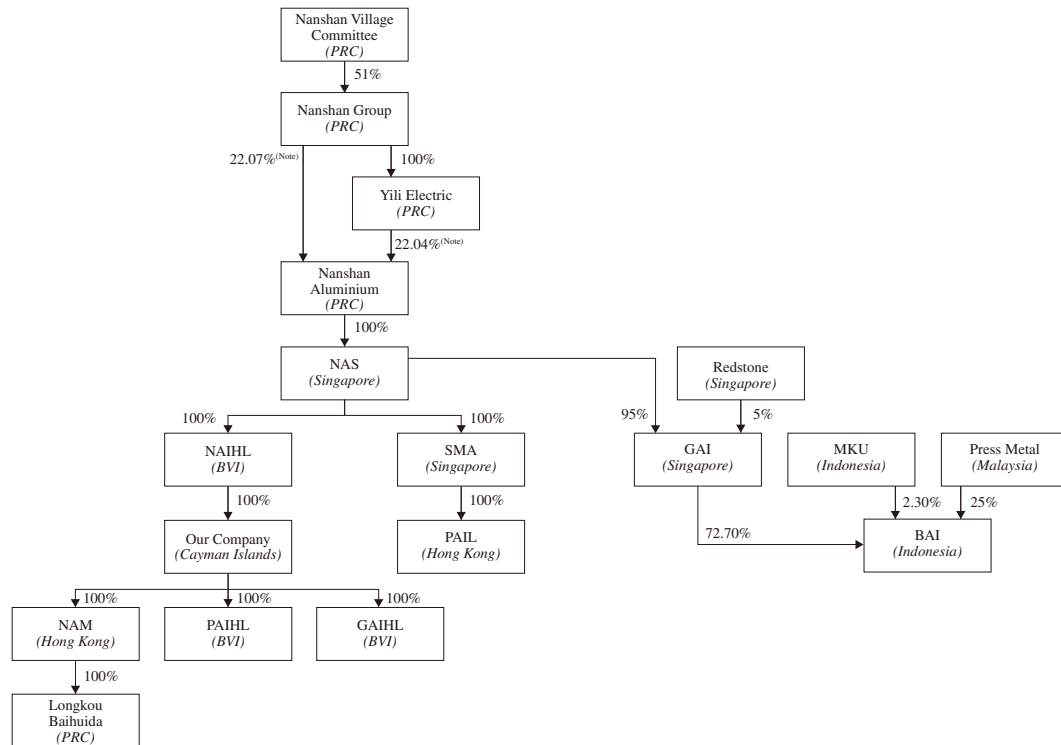 Nanshan Village
Committee
(PRC)
51%
Nanshan Group
(PRC)
22.07%(Note)
100%
Yili Electric
(PRC)
22.04%(Note)
Nanshan
Aluminium
(PRC)
100%
NAS
(Singapore)
Redstone
(Singapore)
100%
100%
95%
5%
NAIHL
(BVI)
SMA
(Singapore)
GAI
(Singapore)
MKU
(Indonesia)
Press Metal
(Malaysia)
100%
100%
2.30%
25%
Our Company
(Cayman Islands)
PAIL
(Hong Kong)
72.70%
BAI
(Indonesia)
100%
100%
100%
NAM
(Hong Kong)
PAIHL
(BVI)
GAIHL
(BVI)
100%
Longkou
Baihuida
(PRC)